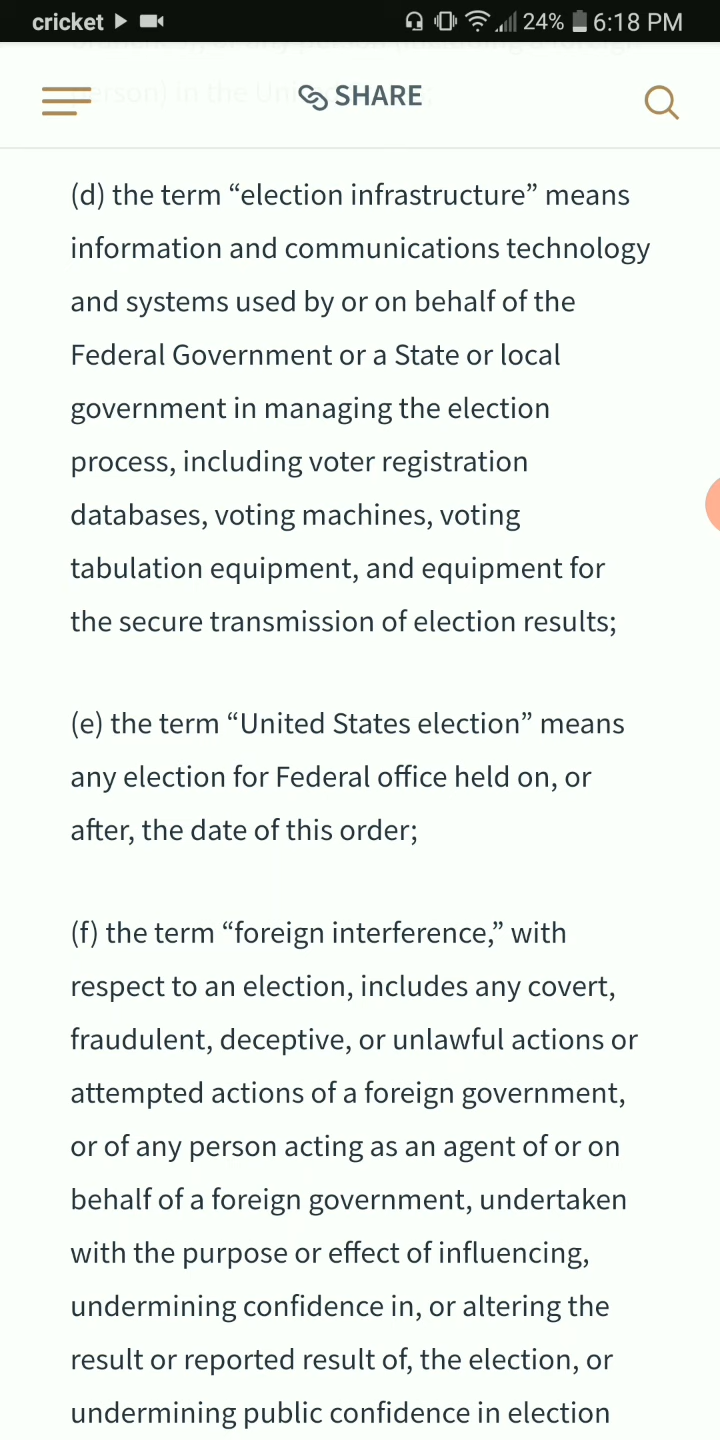 cricket 24% 6:18 PM
person) in the Uni
SHARE
(d) the term “election infrastructure” means
information and communications technology
and systems used by or on behalf of the
Federal Government or a State or local
government in managing the election
process, including voter registration
databases, voting machines, voting
tabulation equipment, and equipment for
the secure transmission of election results;
(e) the term “United States election” means
any election for Federal office held on, or
after, the date of this order;
(f) the term “foreign interference,” with
respect to an election, includes any covert,
fraudulent, deceptive, or unlawful actions or
attempted actions of a foreign government,
or of any person acting as an agent of or on
behalf of a foreign government, undertaken
with the purpose or effect of influencing,
undermining confidence in, or altering the
result or reported result of, the election, or
undermining public confidence in election